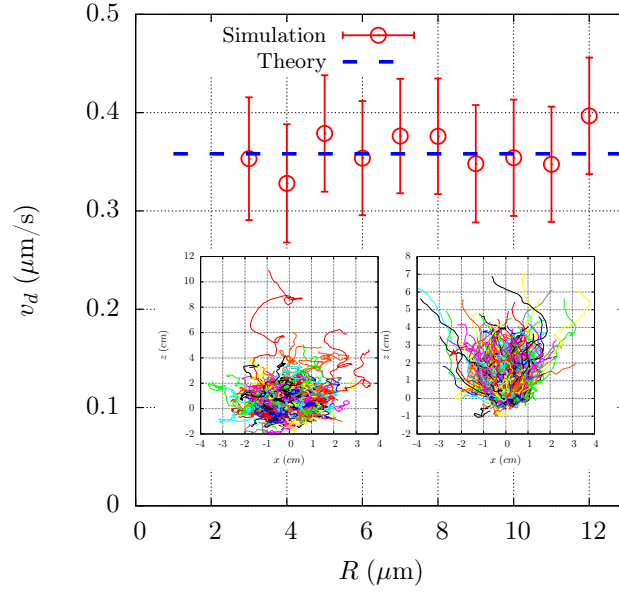 0.5
0.4
0.3
0.2
0.1
0
v_d (μm/s)
Simulation
Theory
12
10
8
6
4
2
0
-2
z (cm)
-4 -3 -2 -1 0 1 2 3 4
x (cm)
8
7
6
5
4
3
2
1
0
-1
-2
z (cm)
-4 -3 -2 -1 0 1 2 3 4
x (cm)
0 2 4 6 8 10 12
R (μm)